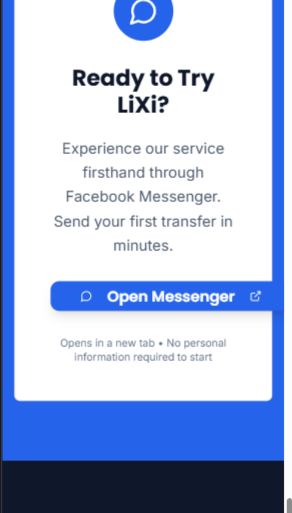 Ready to Try
LiXi?
Experience our service
firsthand through
Facebook Messenger.
Send your first transfer in
minutes.
Open Messenger
Opens in a new tab • No personal
information required to start